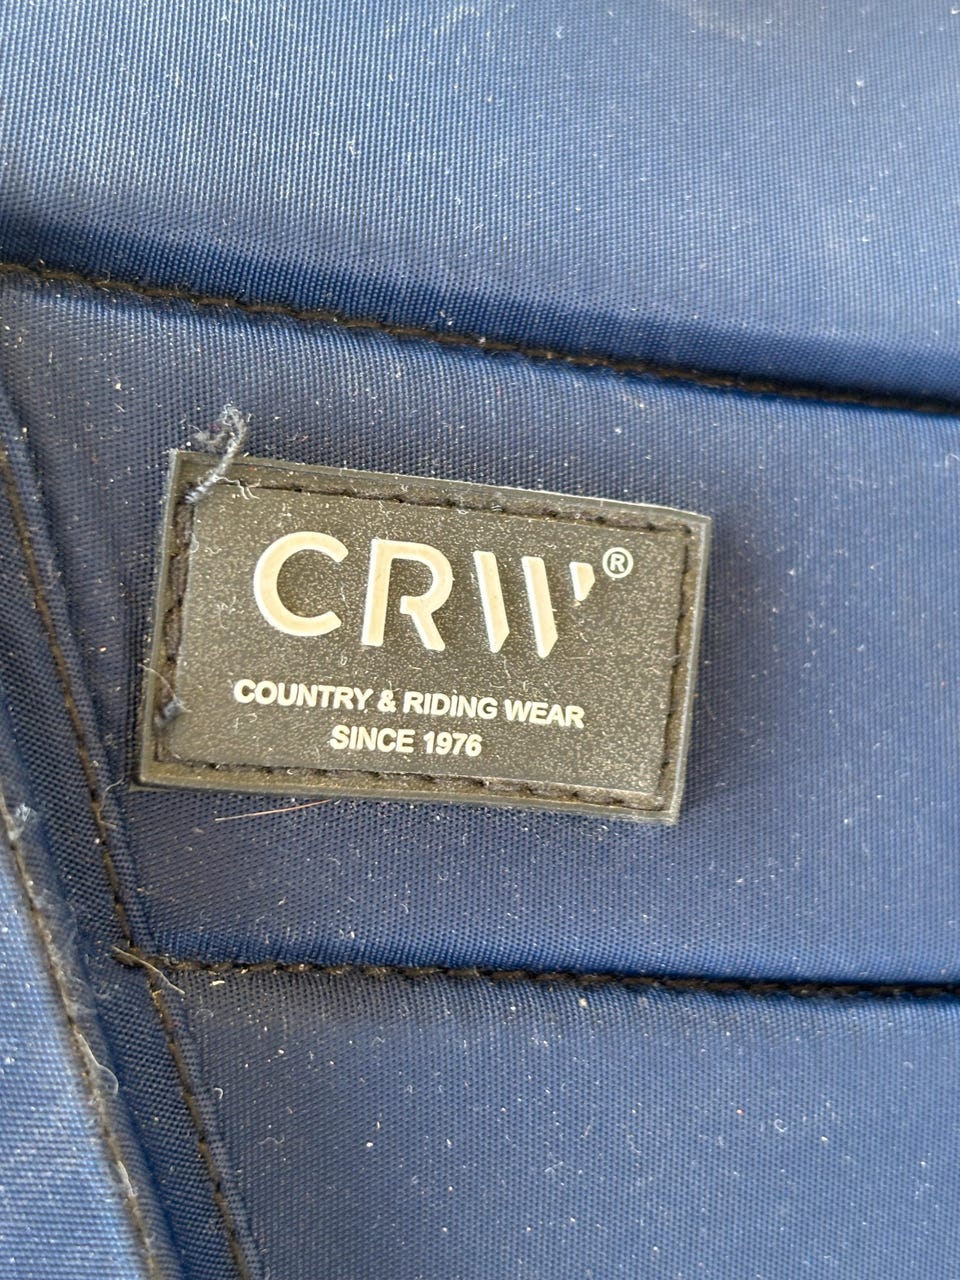 CRW®
COUNTRY & RIDING WEAR
SINCE 1976